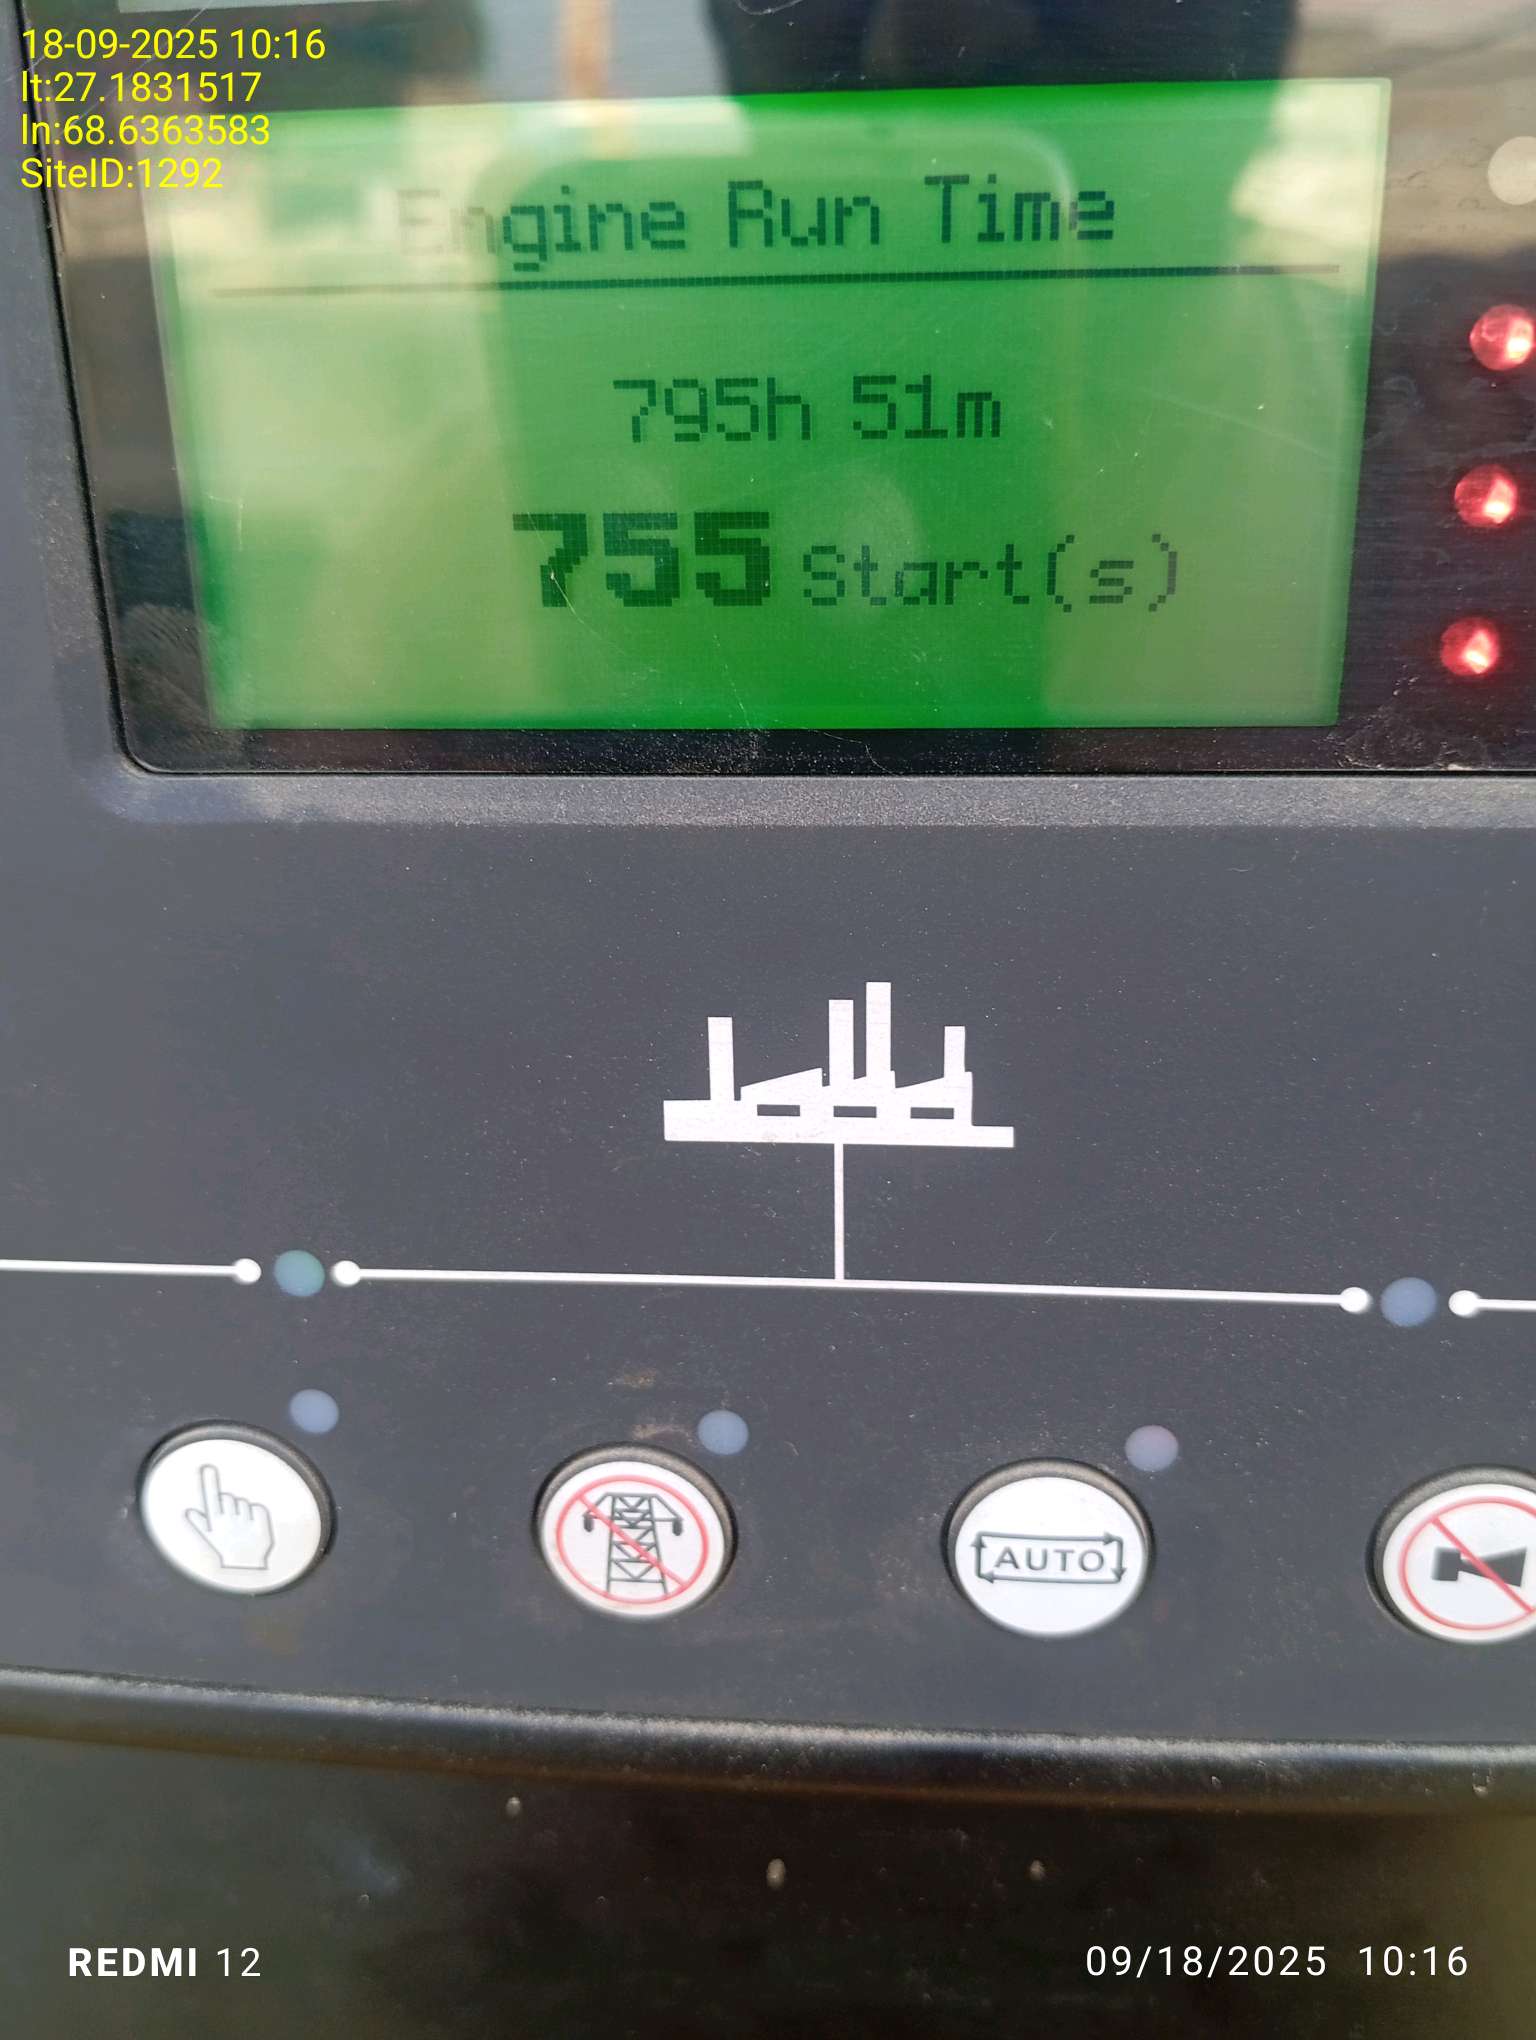 18-09-2025 10:16
lt:27.1831517
ln:68.6363583
SiteID:1292
Engine Run Time
795h 51m
755 Start(s)
AUTO
REDMI 12
09/18/2025 10:16